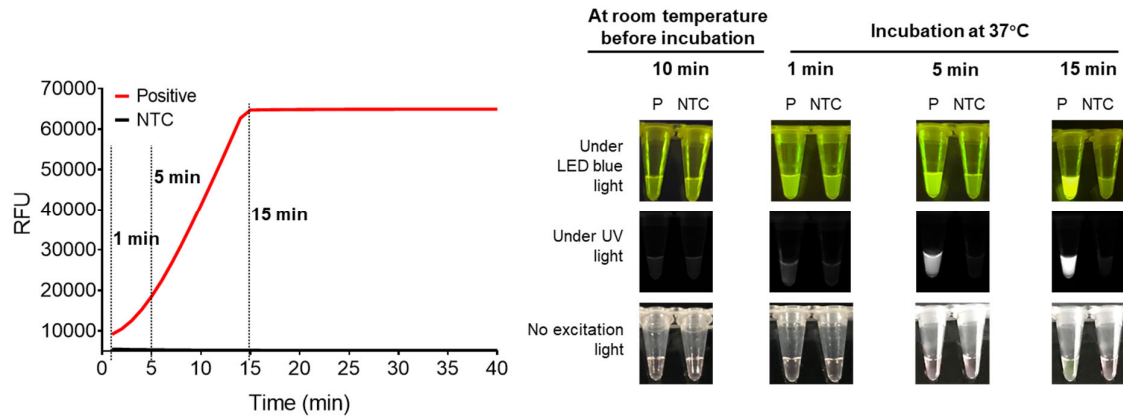 70000
60000
50000
40000
30000
20000
10000
RFU
Positive
NTC
1 min
5 min
15 min
0 5 10 15 20 25 30 35 40
Time (min)
At room temperature
before incubation
Incubation at 37°C
10 min 1 min 5 min 15 min
P NTC P NTC P NTC P NTC
Under
LED blue
light
Under UV
light
No excitation
light